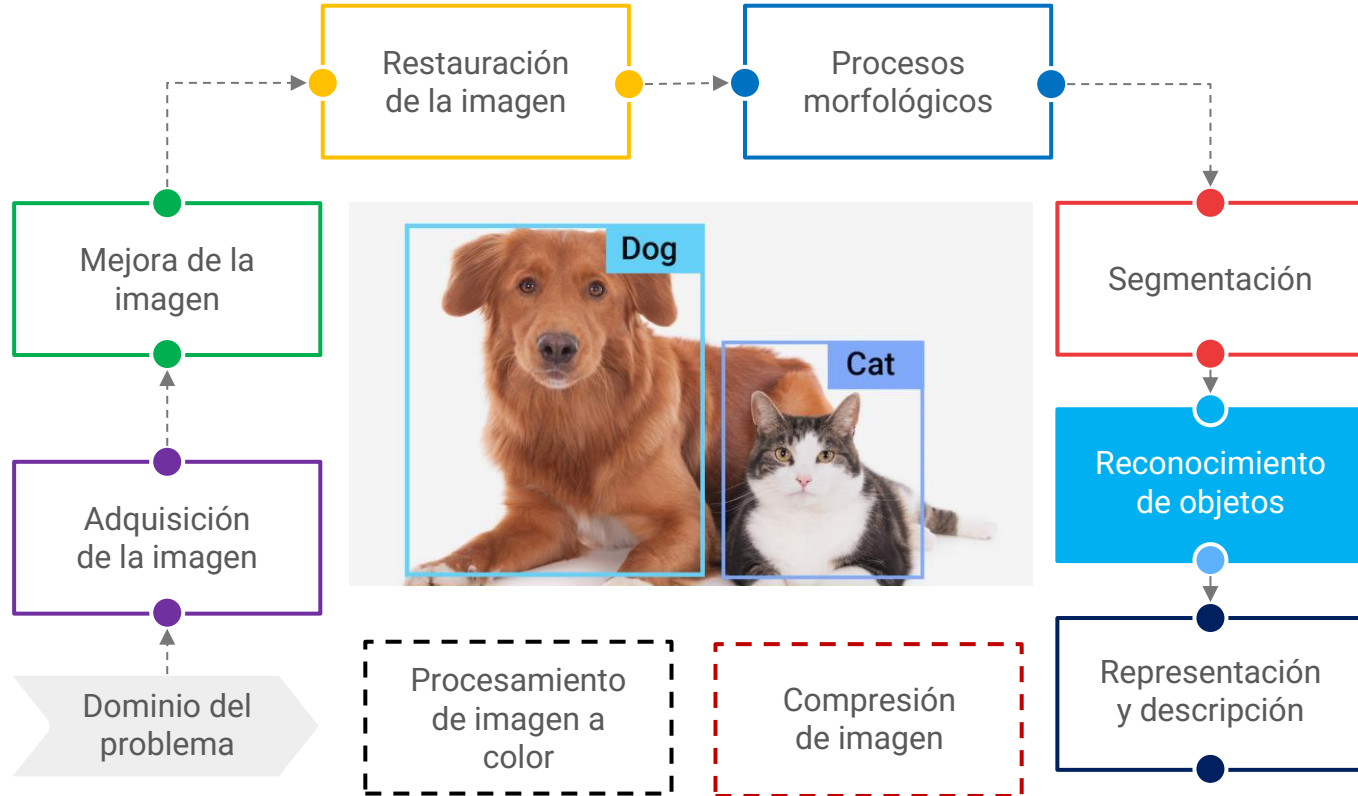 Restauración
de la imagen
Procesos
morfológicos
Mejora de la
imagen
Dog
Cat
Segmentación
Adquisición
de la imagen
Reconocimiento
de objetos
Dominio del
problema
Procesamiento
de imagen a
color
Compresión
de imagen
Representación
y descripción